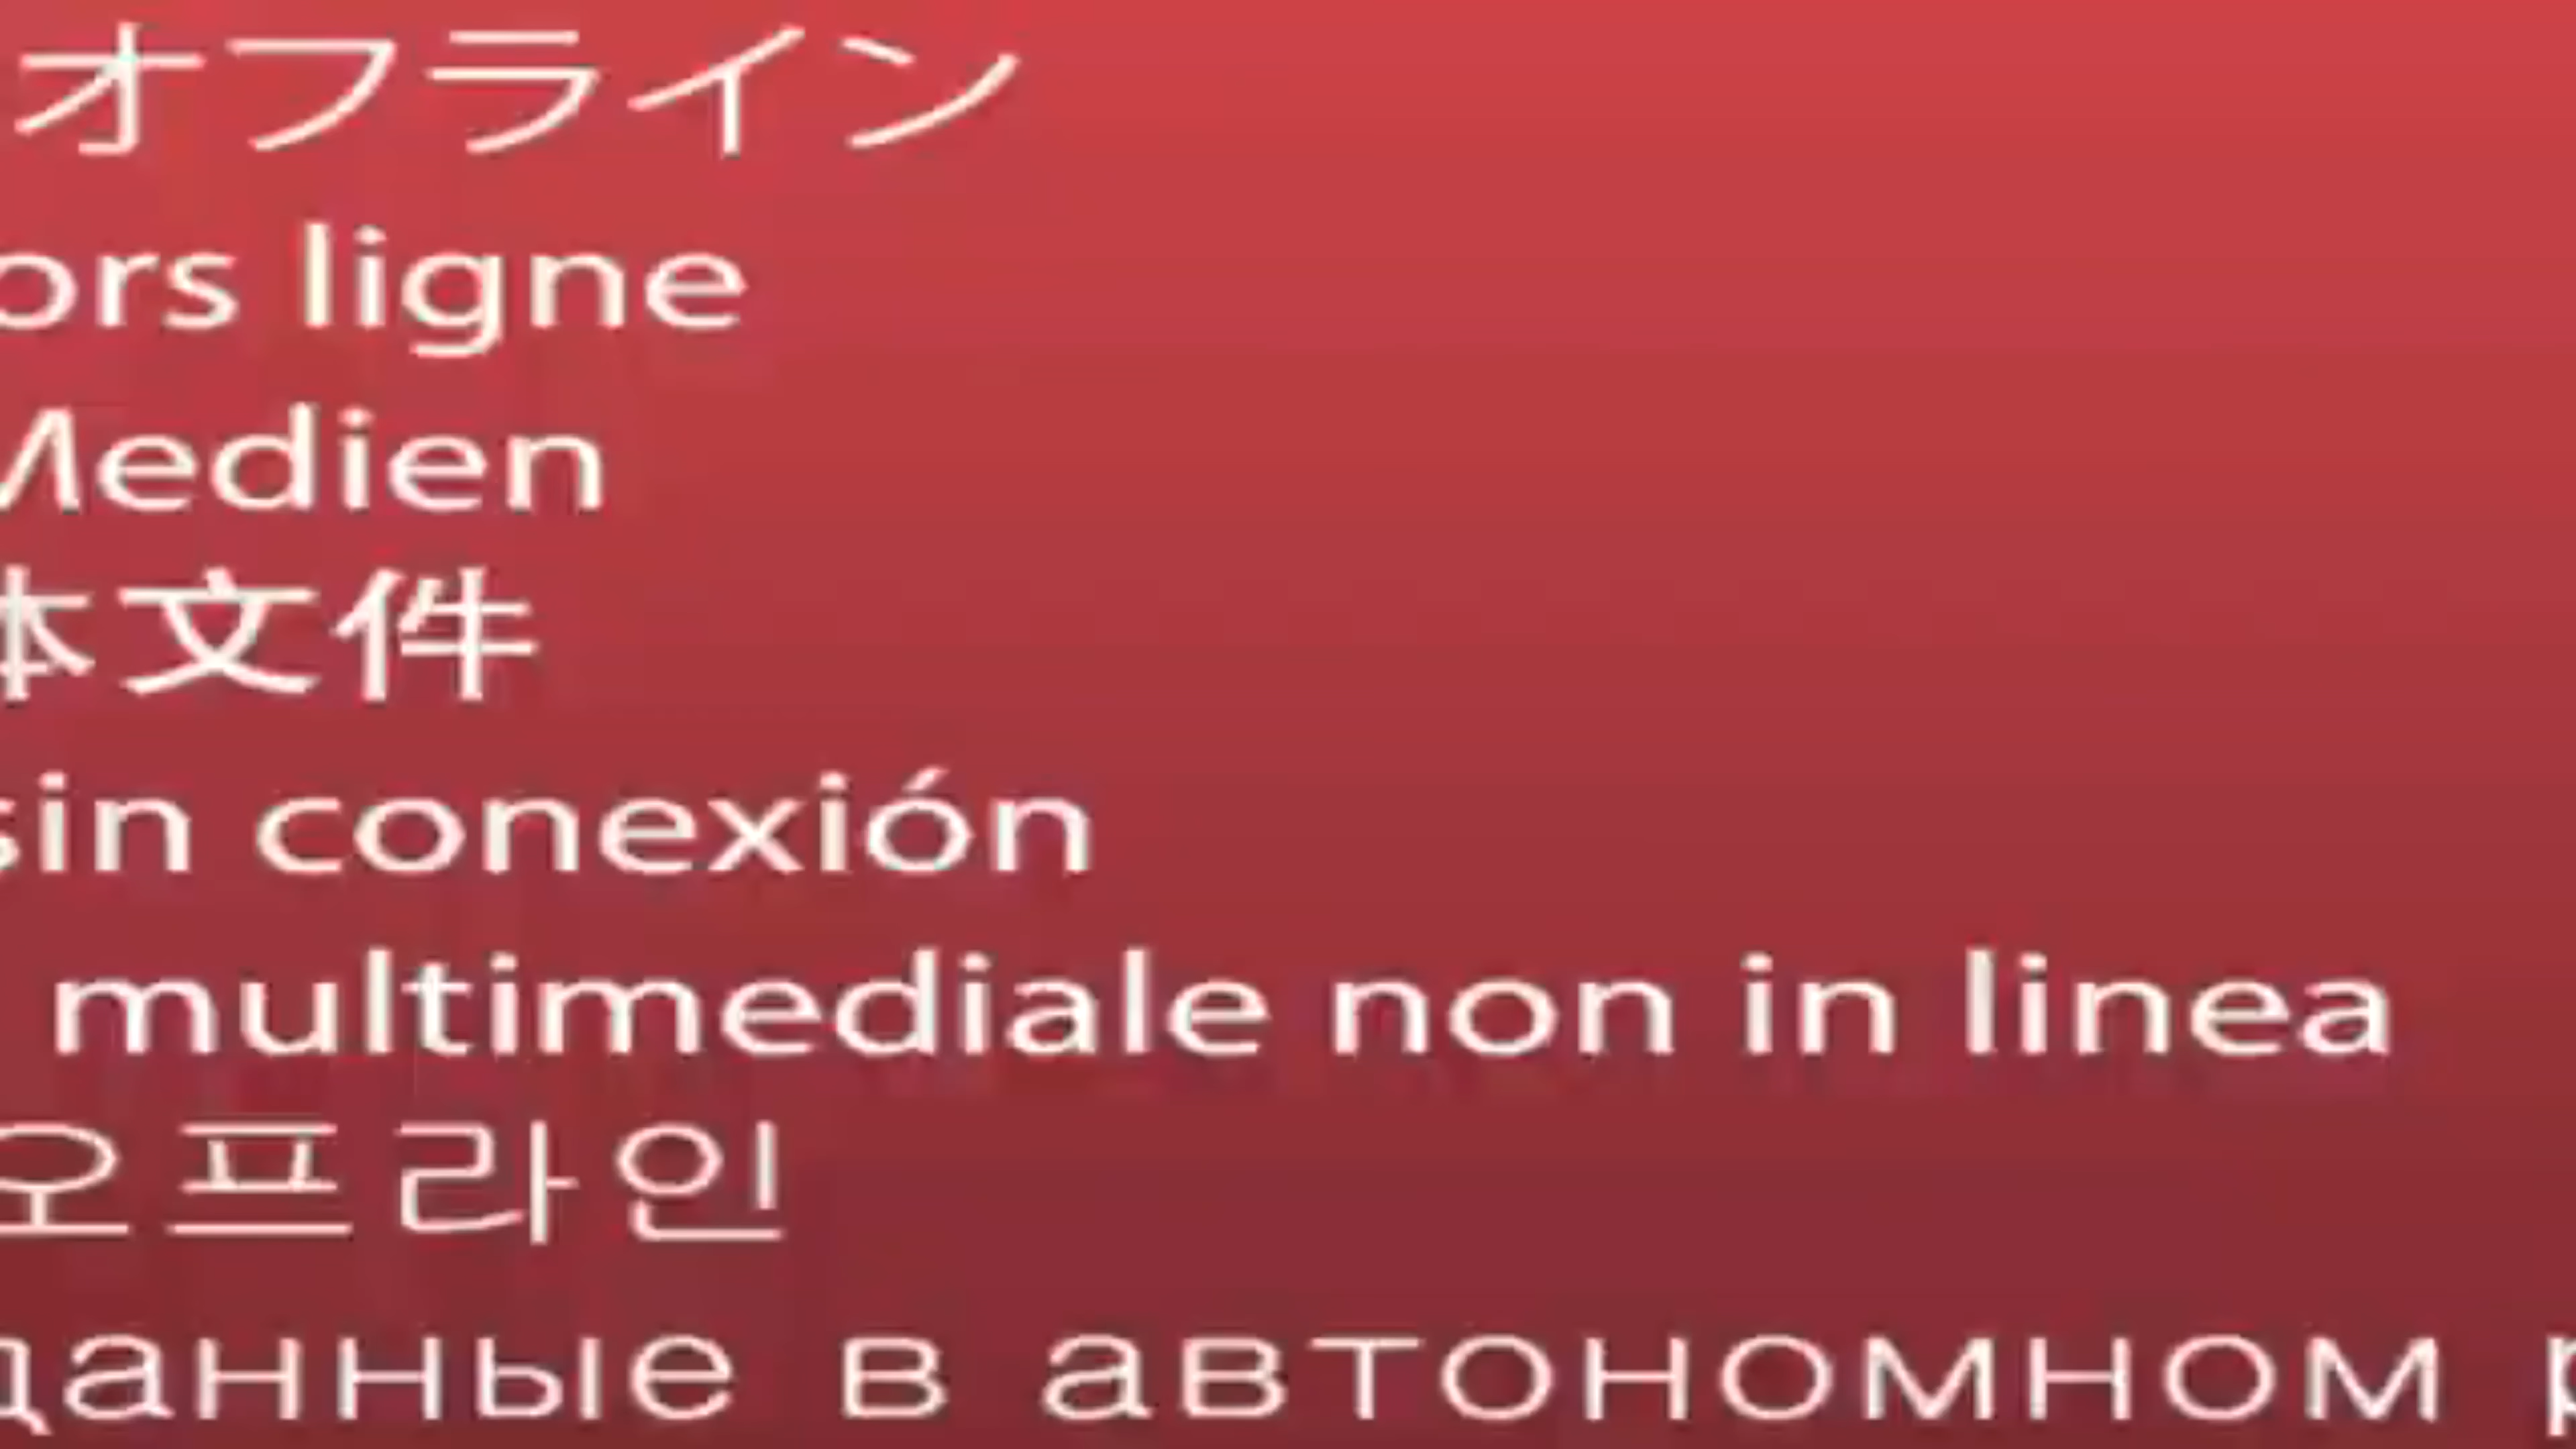 オフライン
ors ligne
Medien
本文件
sin conexión
multimediale non in linea
오프라인
данные в автономном р